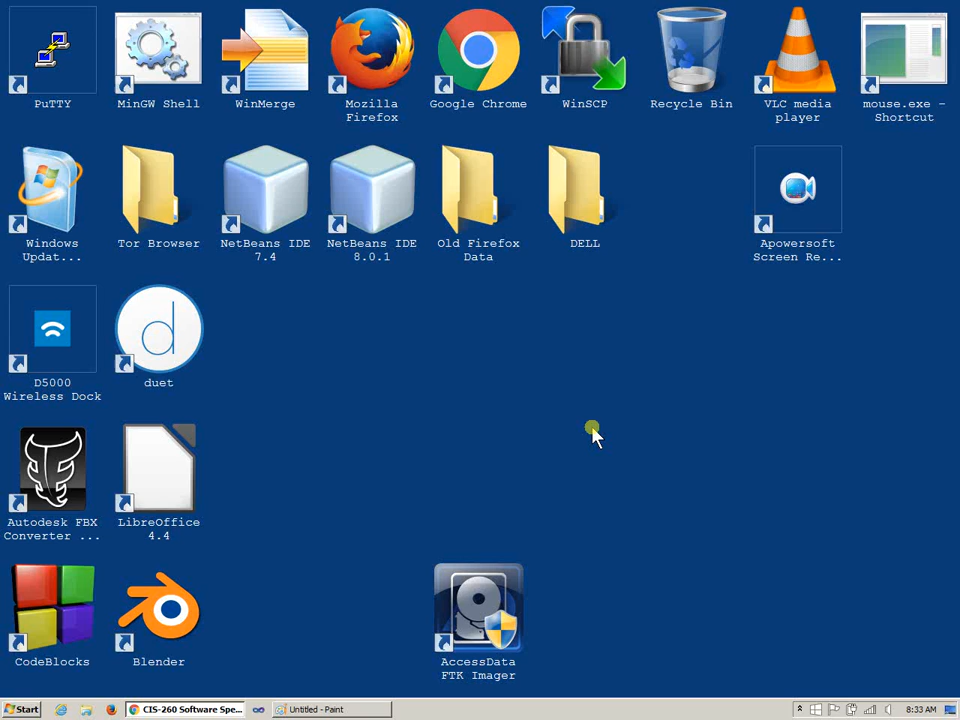 PuTTY
MinGW Shell
WinMerge
Mozilla
Firefox
Google Chrome
WinSCP
Recycle Bin
VLC media
player
mouse.exe -
Shortcut
Windows
Updat...
Tor Browser
NetBeans IDE
7.4
NetBeans IDE
8.0.1
Old Firefox
Data
DELL
Apowersoft
Screen Re...
D5000
Wireless Dock
d
duet
Autodesk FBX
Converter ...
LibreOffice
4.4
CodeBlocks
Blender
AccessData
FTK Imager
Start
CIS-260 Software Spe...
Untitled - Paint
8:33 AM